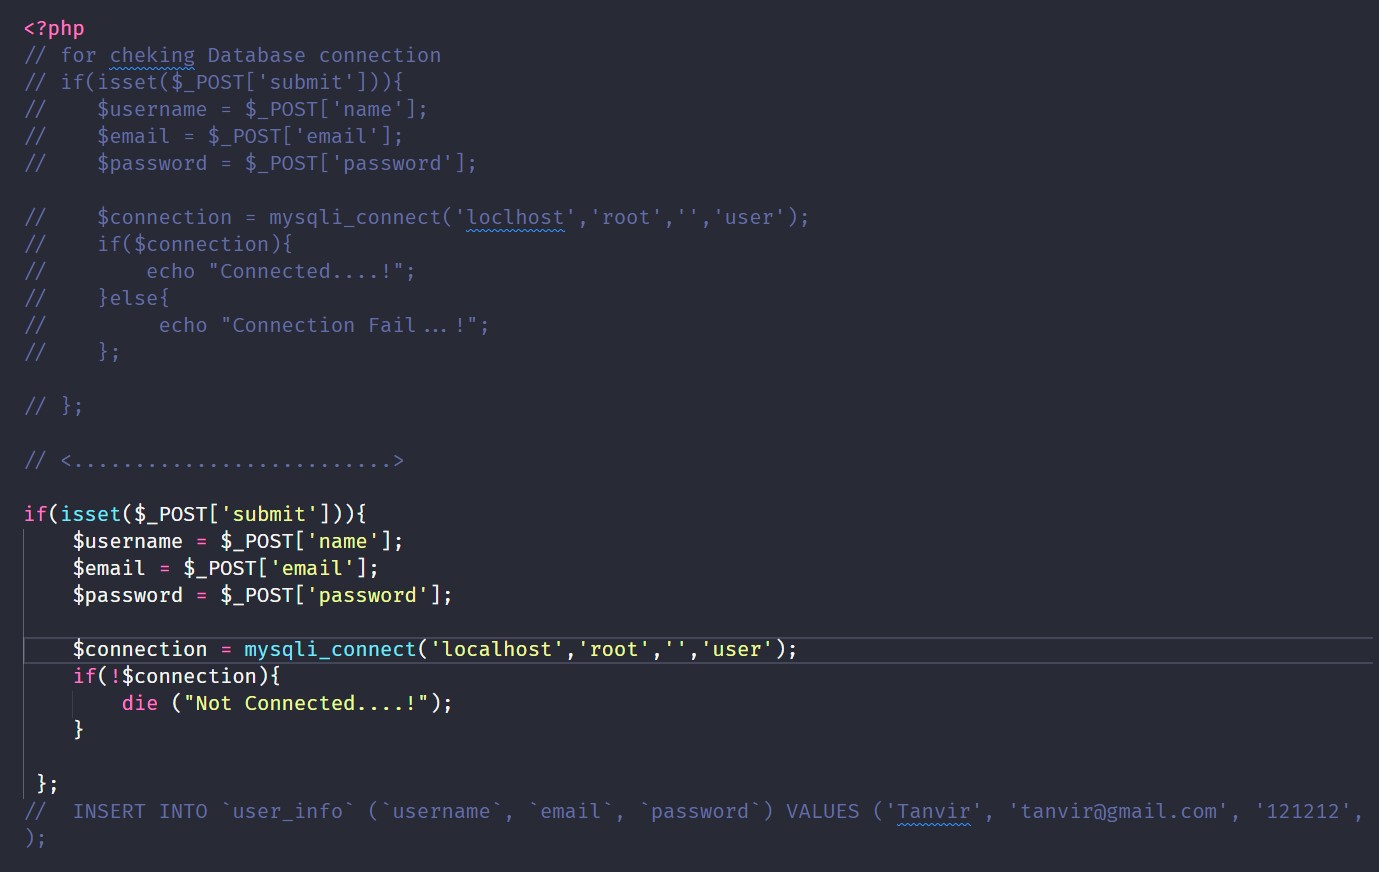 <?php
// for cheking Database connection
// if(isset($_POST['submit'])){
//    $username = $_POST['name'];
//    $email = $_POST['email'];
//    $password = $_POST['password'];
//    $connection = mysqli_connect('loclhost','root','','user');
//    if($connection){
//        echo "Connected....!";
//    }else{
//         echo "Connection Fail...!";
//    };
// };
// <..........................>
if(isset($_POST['submit'])){
    $username = $_POST['name'];
    $email = $_POST['email'];
    $password = $_POST['password'];
    $connection = mysqli_connect('localhost','root','','user');
    if(!$connection){
        die ("Not Connected....!");
    }
 };
//  INSERT INTO `user_info` (`username`, `email`, `password`) VALUES ('Tanvir', 'tanvir@gmail.com', '121212',
);